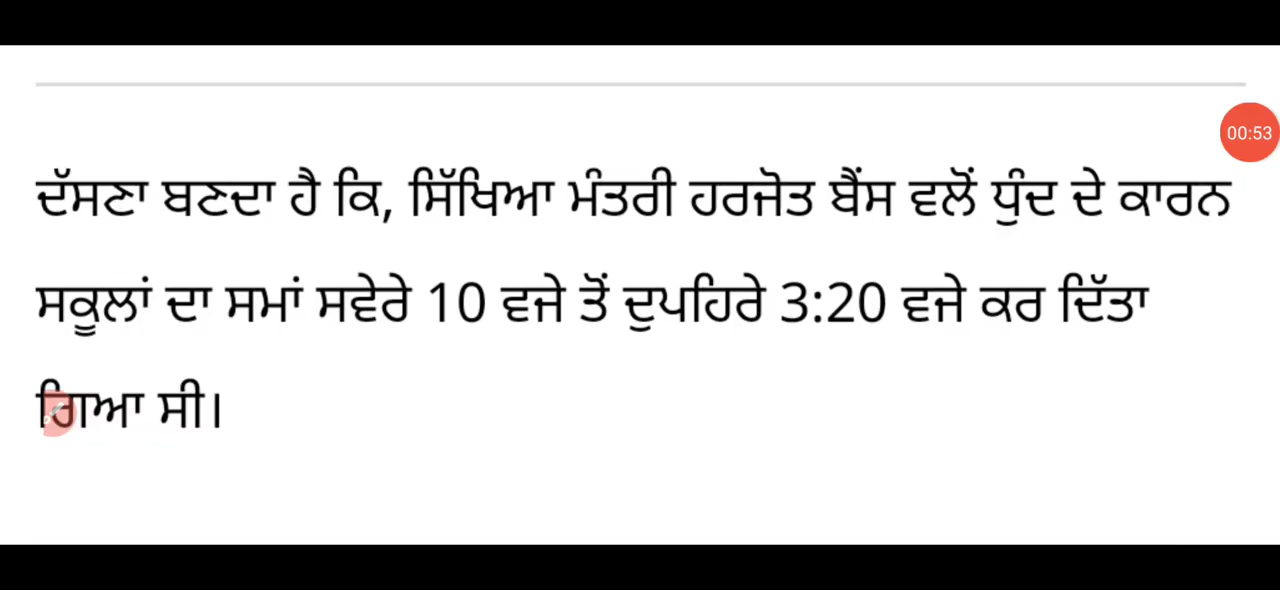 00:53
ਦੱਸਣਾ ਬਣਦਾ ਹੈ ਕਿ, ਸਿੱਖਿਆ ਮੰਤਰੀ ਹਰਜੋਤ ਬੈਂਸ ਵਲੋਂ ਧੁੰਦ ਦੇ ਕਾਰਨ
ਸਕੂਲਾਂ ਦਾ ਸਮਾਂ ਸਵੇਰੇ 10 ਵਜੇ ਤੋਂ ਦੁਪਹਿਰੇ 3:20 ਵਜੇ ਕਰ ਦਿੱਤਾ
ਗਿਆ ਸੀ।